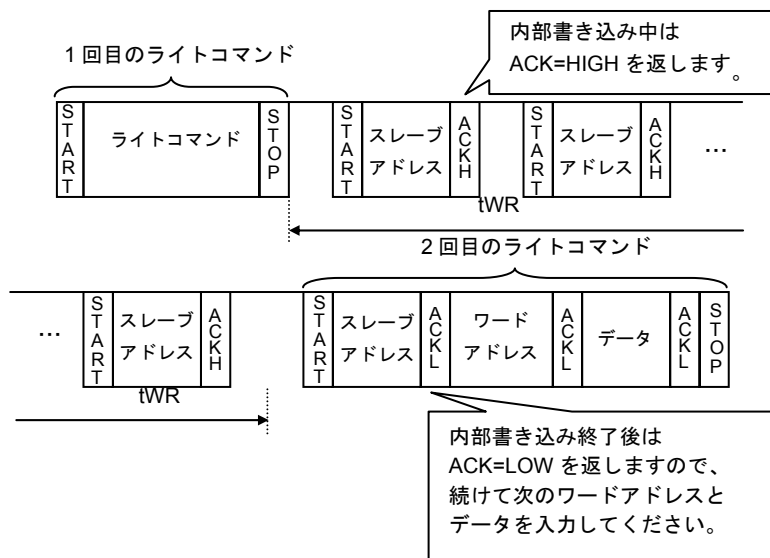 1回目のライトコマンド
内部書き込み中は
ACK=HIGH を返します。
START
ライトコマンド
STOP
START
スレーブ
アドレス
ACKH
START
スレーブ
アドレス
ACKH
…
tWR
2回目のライトコマンド
…
START
スレーブ
アドレス
ACKH
START
スレーブ
アドレス
ACKL
ワード
アドレス
ACKL
データ
ACKL
STOP
tWR
内部書き込み終了後は
ACK=LOW を返しますので、
続けて次のワードアドレスと
データを入力してください。